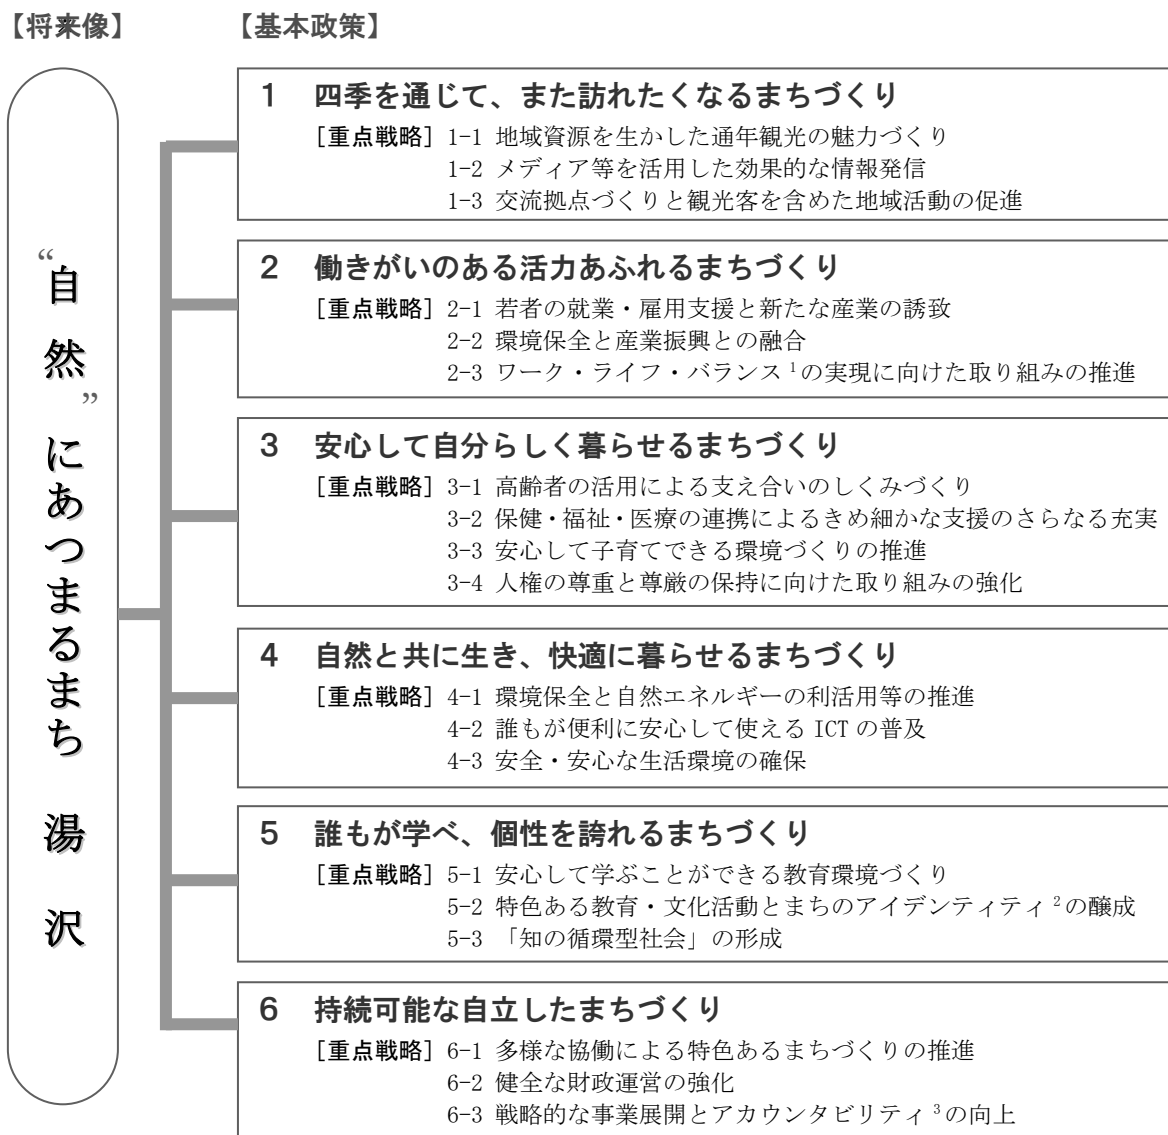 【将来像】
【基本政策】
“自然”にあつまるまち 湯沢
1 四季を通じて、また訪れたくなるまちづくり
［重点戦略］1-1 地域資源を生かした通年観光の魅力づくり
1-2 メディア等を活用した効果的な情報発信
1-3 交流拠点づくりと観光客を含めた地域活動の促進
2 働きがいのある活力あふれるまちづくり
［重点戦略］2-1 若者の就業・雇用支援と新たな産業の誘致
2-2 環境保全と産業振興との融合
2-3 ワーク・ライフ・バランス1の実現に向けた取り組みの推進
3 安心して自分らしく暮らせるまちづくり
［重点戦略］3-1 高齢者の活用による支え合いのしくみづくり
3-2 保健・福祉・医療の連携によるきめ細かな支援のさらなる充実
3-3 安心して子育てできる環境づくりの推進
3-4 人権の尊重と尊厳の保持に向けた取り組みの強化
4 自然と共に生き、快適に暮らせるまちづくり
［重点戦略］4-1 環境保全と自然エネルギーの利活用等の推進
4-2 誰もが便利に安心して使える ICT の普及
4-3 安全・安心な生活環境の確保
5 誰もが学べ、個性を誇れるまちづくり
［重点戦略］5-1 安心して学ぶことができる教育環境づくり
5-2 特色ある教育・文化活動とまちのアイデンティティ2の醸成
5-3 「知の循環型社会」の形成
6 持続可能な自立したまちづくり
［重点戦略］6-1 多様な協働による特色あるまちづくりの推進
6-2 健全な財政運営の強化
6-3 戦略的な事業展開とアカウンタビリティ3の向上